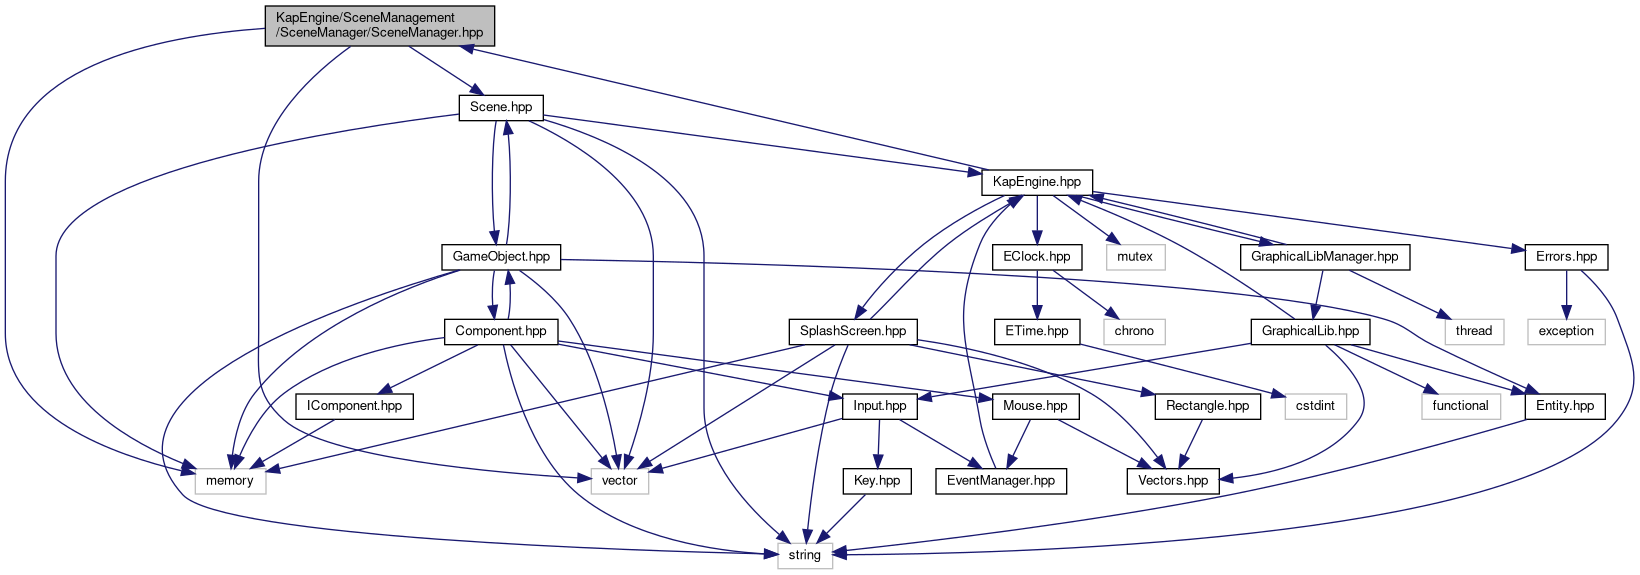 KapEngine/SceneManagement
/SceneManager/SceneManager.hpp
Scene.hpp
KapEngine.hpp
GameObject.hpp
EClock.hpp
mutex
GraphicalLibManager.hpp
Errors.hpp
Component.hpp
SplashScreen.hpp
ETime.hpp
chrono
GraphicalLib.hpp
thread
exception
IComponent.hpp
Input.hpp
Mouse.hpp
Rectangle.hpp
cstdint
functional
Entity.hpp
memory
vector
Key.hpp
EventManager.hpp
Vectors.hpp
string